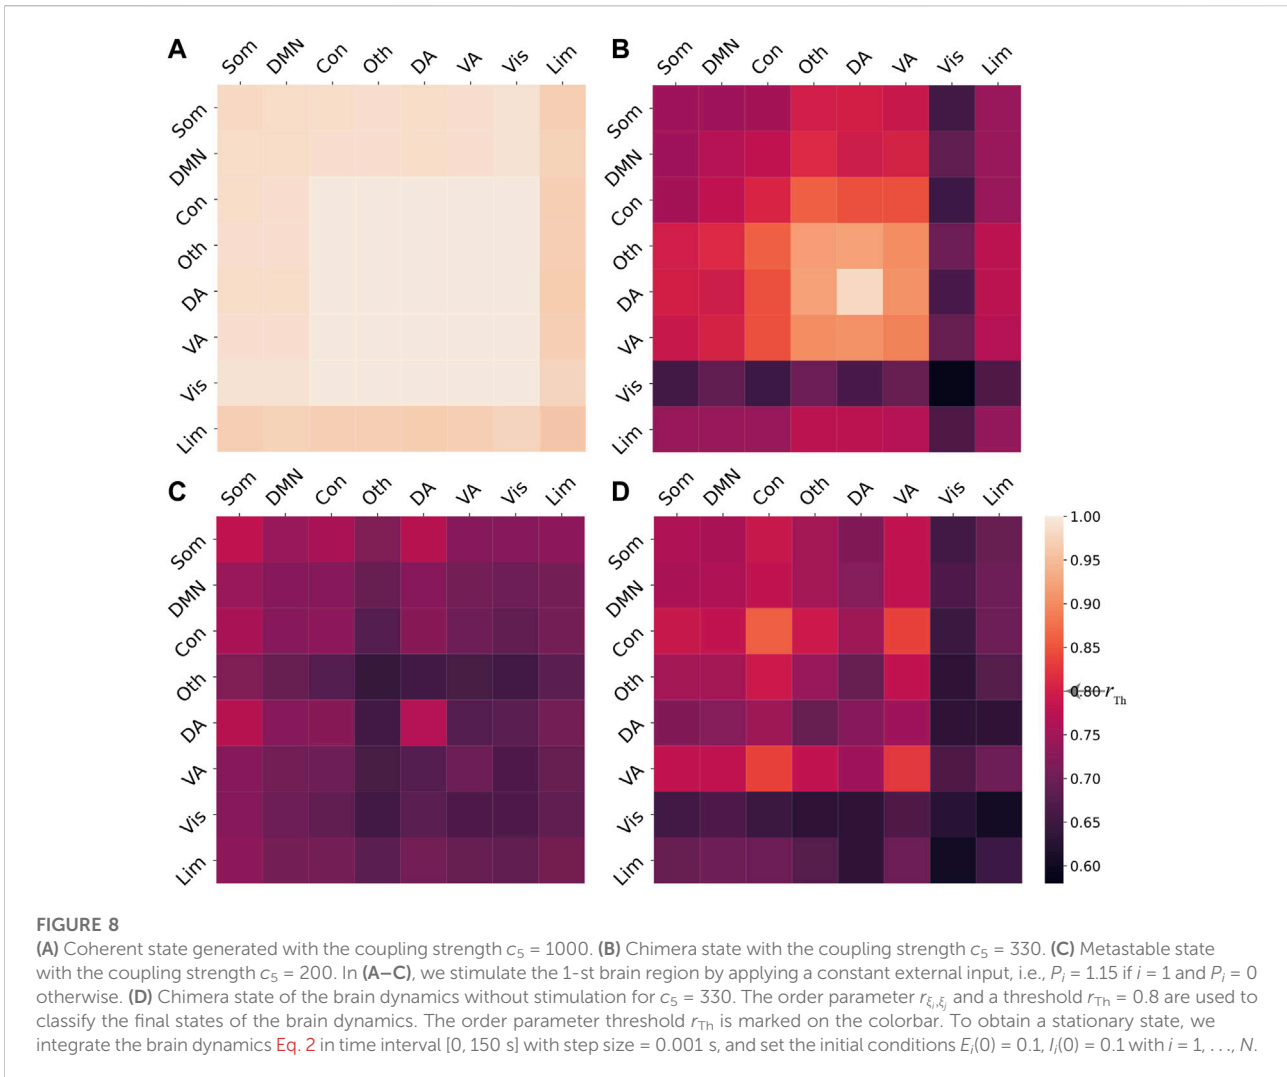 A
Som DMN Con Oth DA VA Vis Lim
Som
DMN
Con
Oth
DA
VA
Vis
Lim
B
Som DMN Con Oth DA VA Vis Lim
Som
DMN
Con
Oth
DA
VA
Vis
Lim
C
Som DMN Con Oth DA VA Vis Lim
Som
DMN
Con
Oth
DA
VA
Vis
Lim
D
Som DMN Con Oth DA VA Vis Lim
Som
DMN
Con
Oth
DA
VA
Vis
Lim
1.00
0.95
0.90
0.85
0.80 r_Th
0.75
0.70
0.65
0.60
FIGURE 8
(A) Coherent state generated with the coupling strength c₅ = 1000. (B) Chimera state with the coupling strength c₅ = 330. (C) Metastable state
with the coupling strength c₅ = 200. In (A–C), we stimulate the 1-st brain region by applying a constant external input, i.e., Pᵢ = 1.15 if i = 1 and Pᵢ = 0
otherwise. (D) Chimera state of the brain dynamics without stimulation for c₅ = 330. The order parameter r_ξᵢ,ξⱼ and a threshold r_Th = 0.8 are used to
classify the final states of the brain dynamics. The order parameter threshold r_Th is marked on the colorbar. To obtain a stationary state, we
integrate the brain dynamics Eq. 2 in time interval [0, 150 s] with step size = 0.001 s, and set the initial conditions Eᵢ(0) = 0.1, Iᵢ(0) = 0.1 with i = 1, . . ., N.